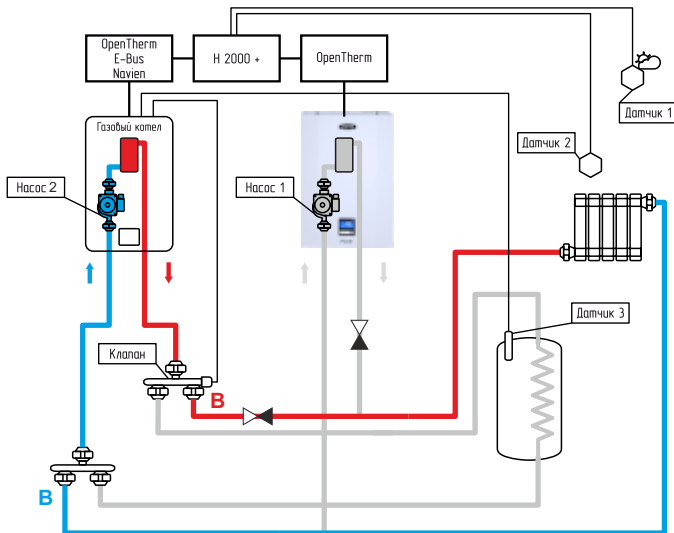 OpenTherm
E-Bus
Navien
H 2000 +
OpenTherm
Датчик 1
Газовый котел
Датчик 2
Насос 2
Насос 1
Датчик 3
Клапан
В
В